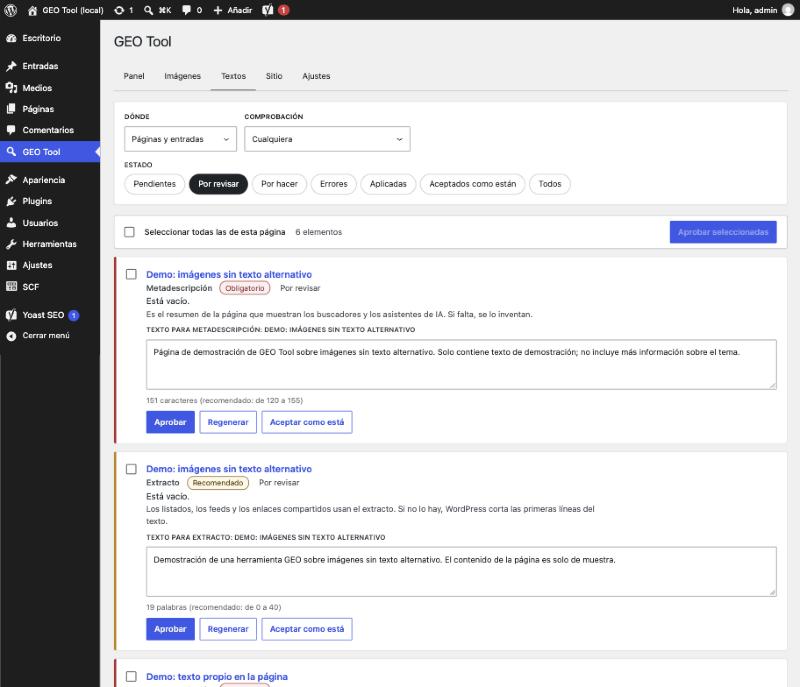 GEO Tool (local) 1 ⌘K 0 + Añadir 1 Hola, admin
Escritorio
Entradas
Medios
Páginas
Comentarios
GEO Tool
Apariencia
Plugins
Usuarios
Herramientas
Ajustes
SCF
Yoast SEO 1
Cerrar menú
GEO Tool
Panel Imágenes Textos Sitio Ajustes
DÓNDE COMPROBACIÓN
Páginas y entradas Cualquiera
ESTADO
Pendientes Por revisar Por hacer Errores Aplicadas Aceptados como están Todos
Seleccionar todas las de esta página 6 elementos Aprobar seleccionadas
Demo: imágenes sin texto alternativo
Metadescripción Obligatorio Por revisar
Está vacío.
Es el resumen de la página que muestran los buscadores y los asistentes de IA. Si falta, se lo inventan.
TEXTO PARA METADESCRIPCIÓN: DEMO: IMÁGENES SIN TEXTO ALTERNATIVO
Página de demostración de GEO Tool sobre imágenes sin texto alternativo. Solo contiene texto de demostración; no incluye más información sobre el tema.
151 caracteres (recomendado: de 120 a 155)
Aprobar Regenerar Aceptar como está
Demo: imágenes sin texto alternativo
Extracto Recomendado Por revisar
Está vacío.
Los listados, los feeds y los enlaces compartidos usan el extracto. Si no lo hay, WordPress corta las primeras líneas del
texto.
TEXTO PARA EXTRACTO: DEMO: IMÁGENES SIN TEXTO ALTERNATIVO
Demostración de una herramienta GEO sobre imágenes sin texto alternativo. El contenido de la página es solo de muestra.
19 palabras (recomendado: de 0 a 40)
Aprobar Regenerar Aceptar como está
Demo: texto propio en la página